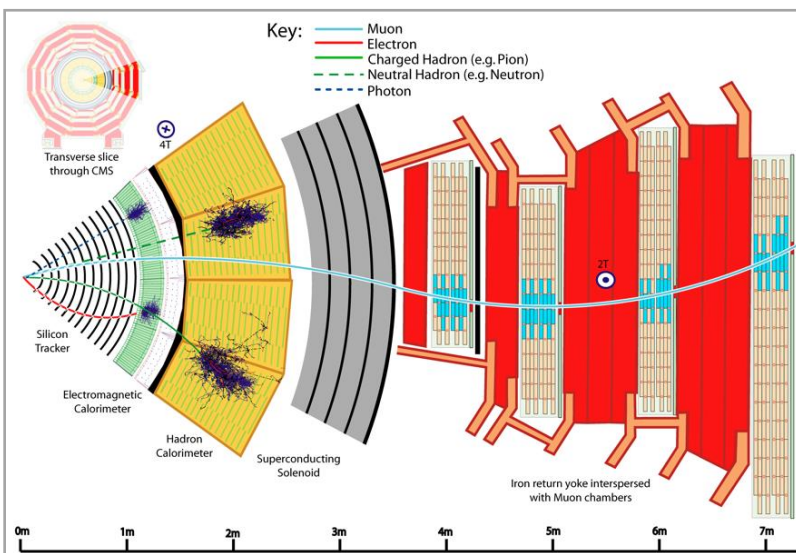 Key:
Muon
Electron
Charged Hadron (e.g. Pion)
Neutral Hadron (e.g. Neutron)
Photon
Transverse slice
through CMS
4T
2T
Silicon
Tracker
Electromagnetic
Calorimeter
Hadron
Calorimeter
Superconducting
Solenoid
Iron return yoke interspersed
with Muon chambers
0m 1m 2m 3m 4m 5m 6m 7m